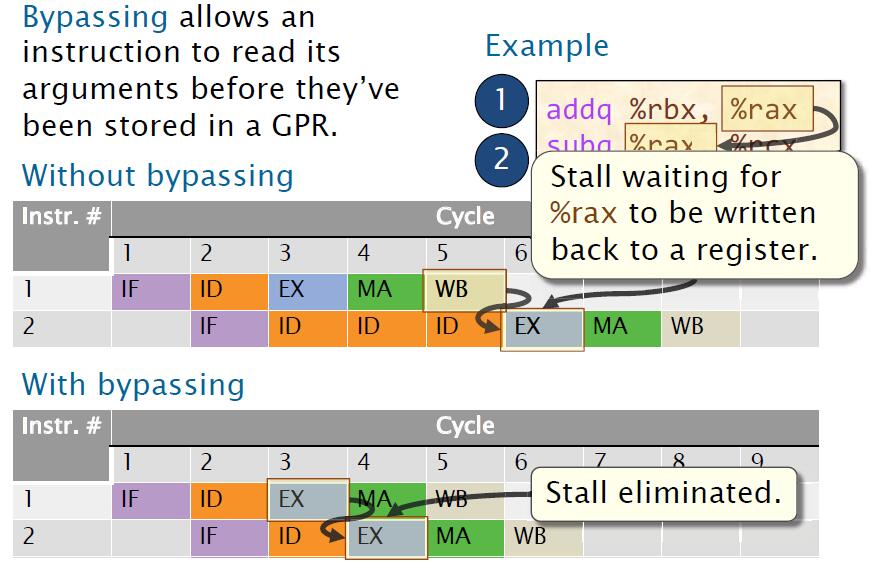 Bypassing allows an
instruction to read its
arguments before they've
been stored in a GPR.
Example
1 addq %rbx, %rax
2 subq %rax, %rcx
Stall waiting for
%rax to be written
back to a register.
Without bypassing
Instr. # Cycle
1 2 3 4 5 6
1 IF ID EX MA WB
2 IF ID ID ID EX MA WB
With bypassing
Instr. # Cycle
1 2 3 4 5 6 7 8 9
1 IF ID EX MA WB
2 IF ID EX MA WB
Stall eliminated.